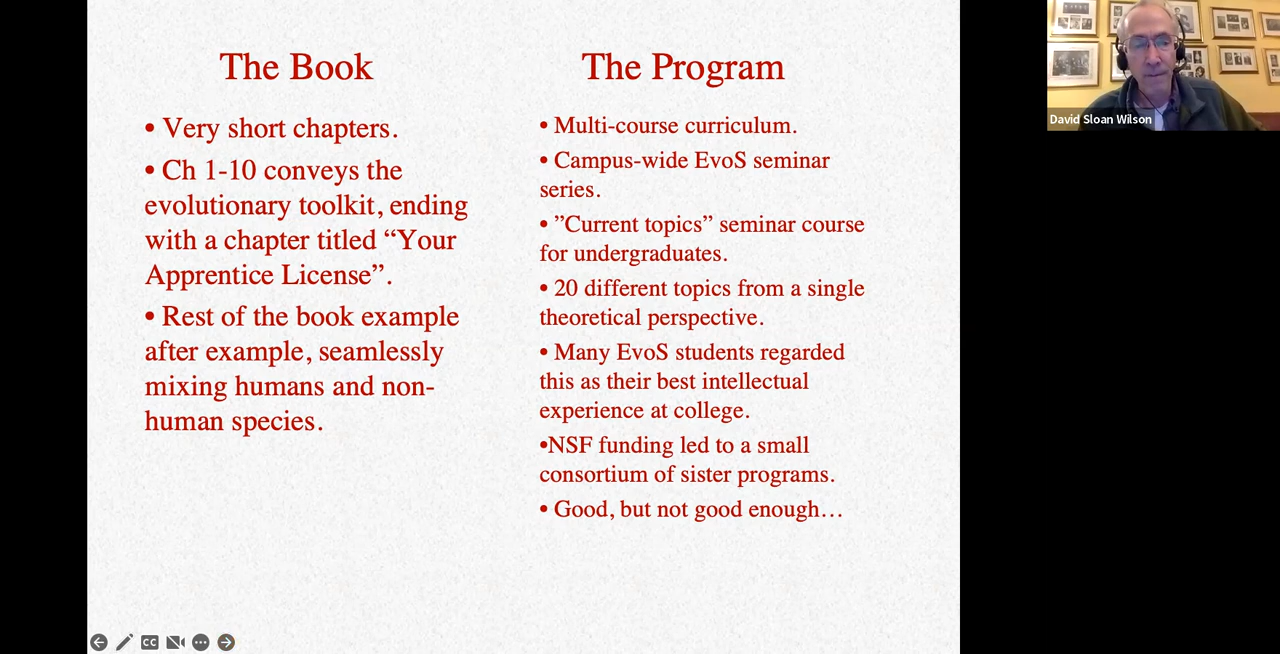 The Book
• Very short chapters.
• Ch 1-10 conveys the
evolutionary toolkit, ending
with a chapter titled “Your
Apprentice License”.
• Rest of the book example
after example, seamlessly
mixing humans and non-
human species.
The Program
• Multi-course curriculum.
• Campus-wide EvoS seminar
series.
• ”Current topics” seminar course
for undergraduates.
• 20 different topics from a single
theoretical perspective.
• Many EvoS students regarded
this as their best intellectual
experience at college.
•NSF funding led to a small
consortium of sister programs.
• Good, but not good enough…
David Sloan Wilson
CC